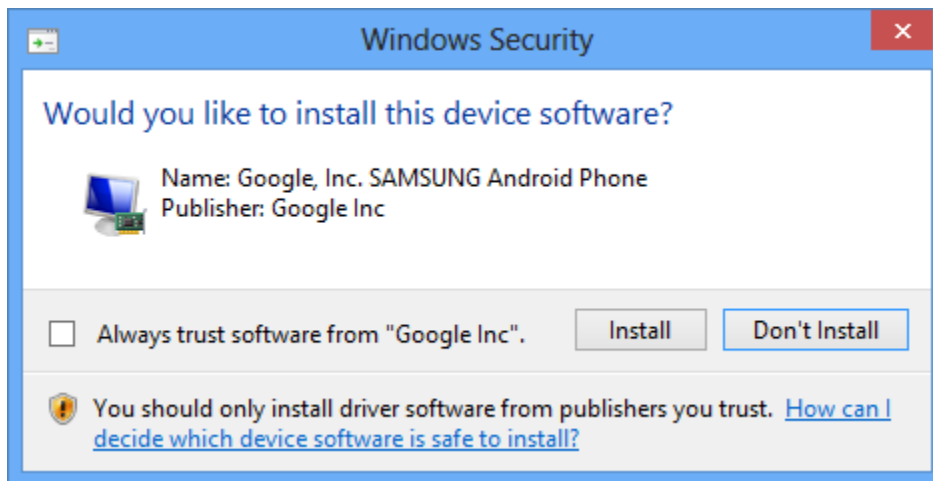 Windows Security
Would you like to install this device software?
Name: Google, Inc. SAMSUNG Android Phone
Publisher: Google Inc
Always trust software from "Google Inc".
Install
Don't Install
You should only install driver software from publishers you trust. How can I
decide which device software is safe to install?